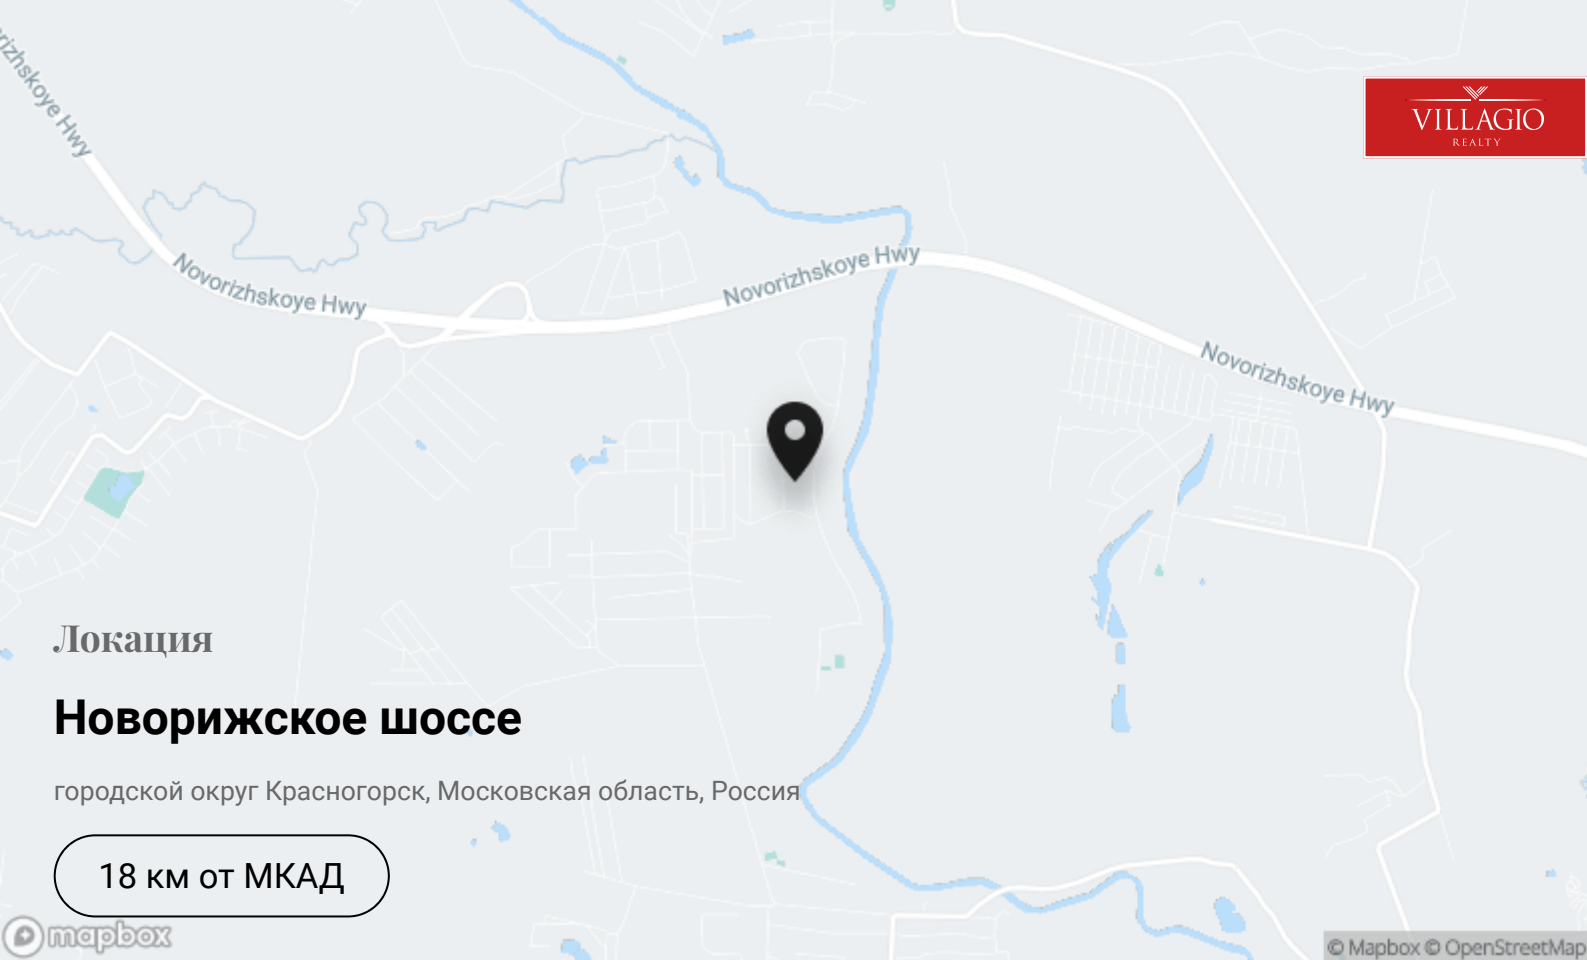 rizhskoye Hwy
Novorizhskoye Hwy
Novorizhskoye Hwy
Novorizhskoye Hwy
VILLAGIO
REALTY
Локация
Новорижское шоссе
городской округ Красногорск, Московская область, Россия
18 км от МКАД
mapbox
© Mapbox © OpenStreetMap